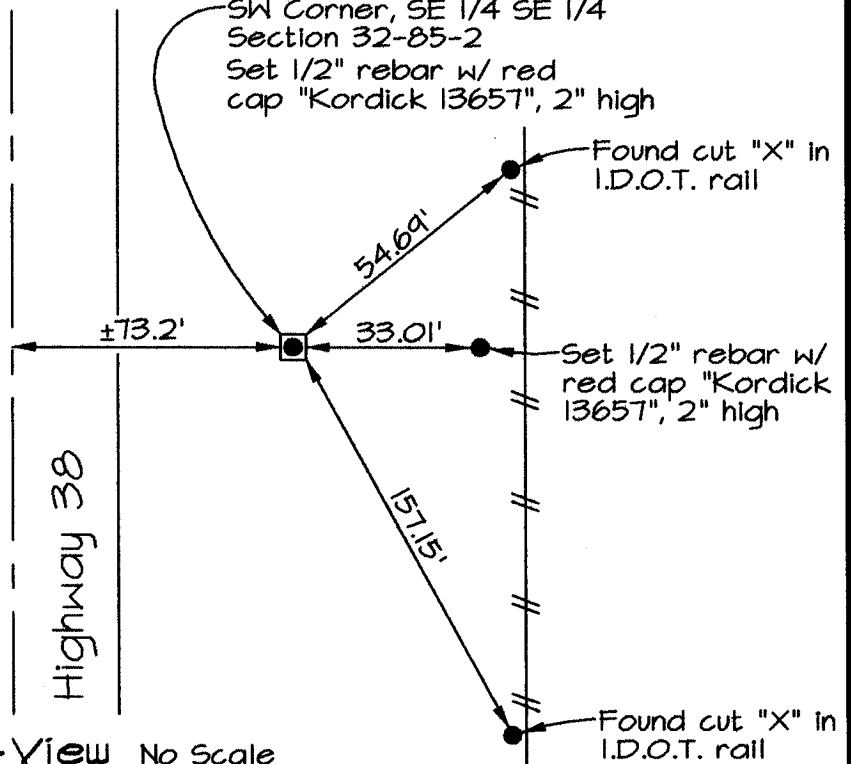 SW Corner, SE 1/4 SE 1/4
Section 32-85-2
Set 1/2" rebar w/ red
cap "Kordick 13657", 2" high
Found cut "X" in
I.D.O.T. rail
54.69'
±73.2'
33.01'
Set 1/2" rebar w/
red cap "Kordick
13657", 2" high
157.15'
Highway 38
Found cut "X" in
I.D.O.T. rail
View No Scale